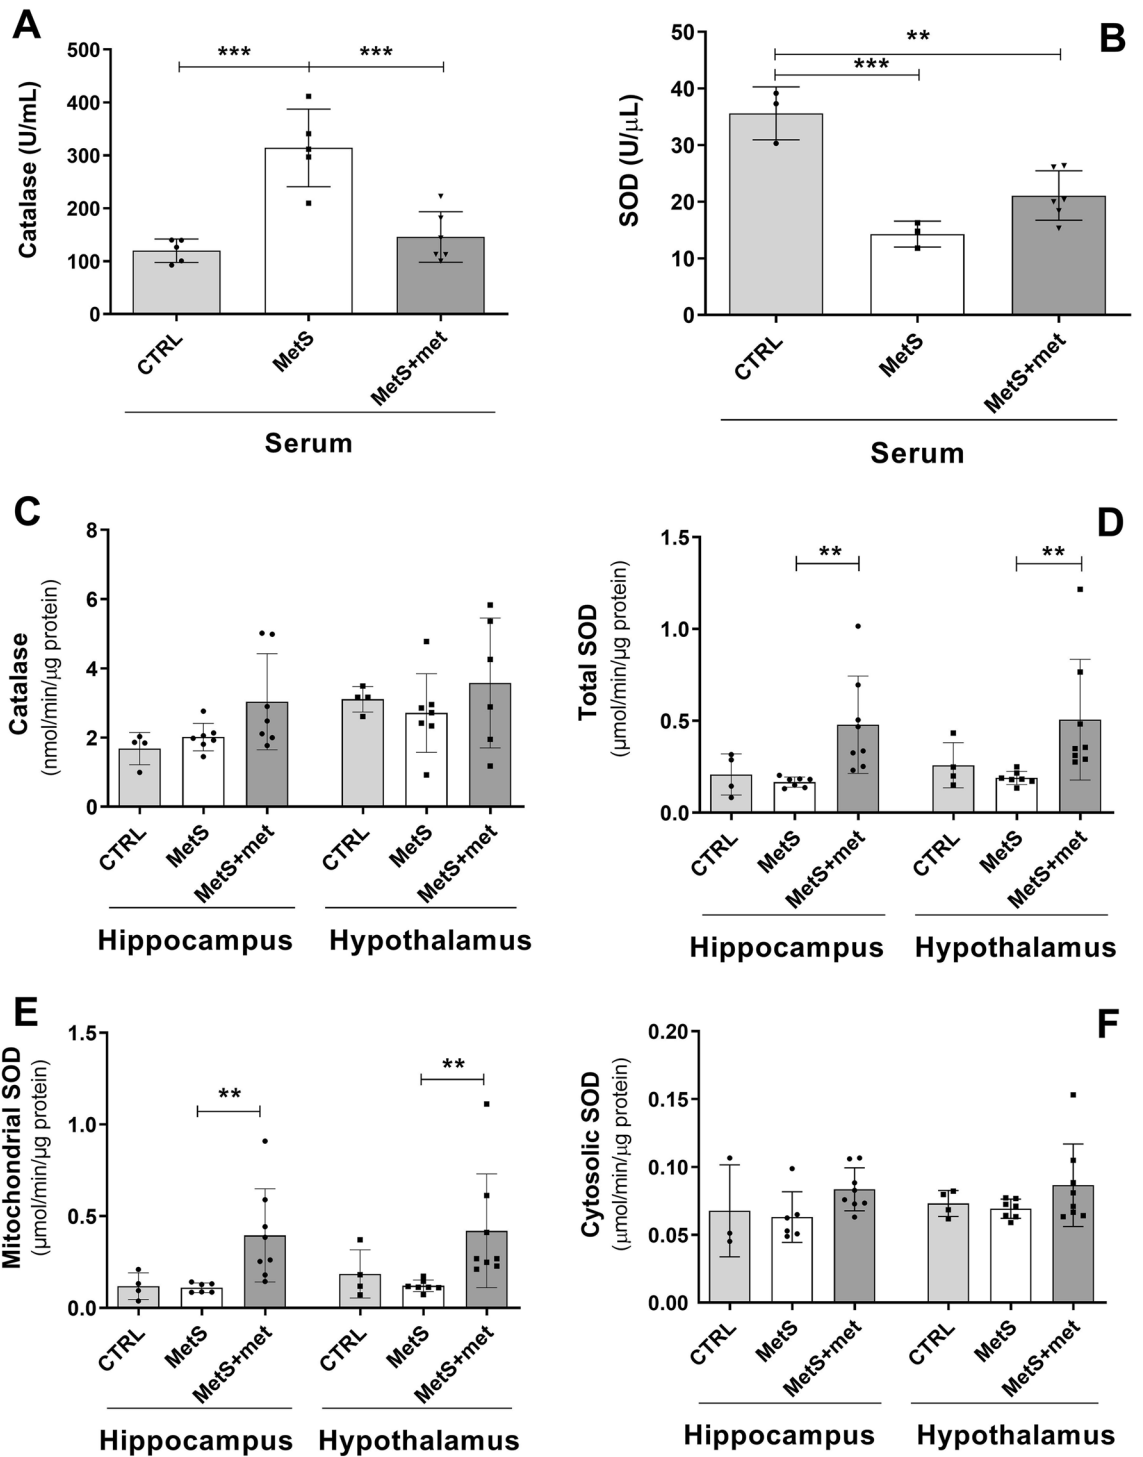 A
Catalase (U/mL)
500
400
300
200
100
0
***
***
CTRL
MetS
MetS+met
Serum
B
SOD (U/μL)
50
40
30
20
10
0
**
***
CTRL
MetS
MetS+met
Serum
C
Catalase
(nmol/min/μg protein)
8
6
4
2
0
CTRL
MetS
MetS+met
CTRL
MetS
MetS+met
Hippocampus
Hypothalamus
D
Total SOD
(μmol/min/μg protein)
1.5
1.0
0.5
0.0
**
**
CTRL
MetS
MetS+met
CTRL
MetS
MetS+met
Hippocampus
Hypothalamus
E
Mitochondrial SOD
(μmol/min/μg protein)
1.5
1.0
0.5
0.0
**
**
CTRL
MetS
MetS+met
CTRL
MetS
MetS+met
Hippocampus
Hypothalamus
F
Cytosolic SOD
(μmol/min/μg protein)
0.20
0.15
0.10
0.05
0.00
CTRL
MetS
MetS+met
CTRL
MetS
MetS+met
Hippocampus
Hypothalamus